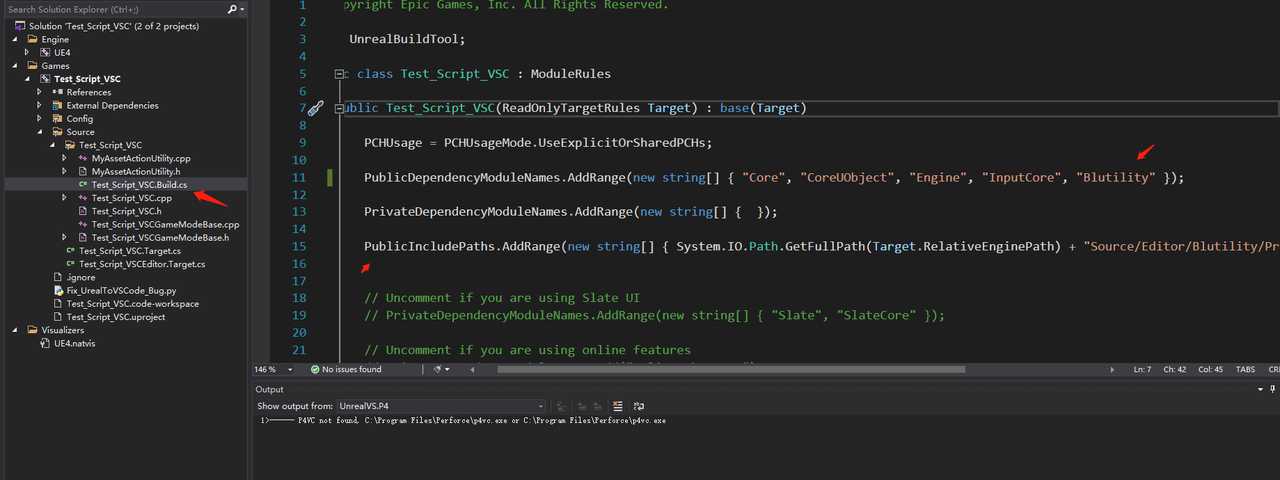 Search Solution Explorer (Ctrl+;)
Solution 'Test_Script_VSC' (2 of 2 projects)
Engine
UE4
Games
Test_Script_VSC
References
External Dependencies
Config
Source
Test_Script_VSC
MyAssetActionUtility.cpp
MyAssetActionUtility.h
Test_Script_VSC.Build.cs
Test_Script_VSC.cpp
Test_Script_VSC.h
Test_Script_VSCGameModeBase.cpp
Test_Script_VSCGameModeBase.h
Test_Script_VSC.Target.cs
Test_Script_VSCEditor.Target.cs
.ignore
Fix_UrealToVSCode_Bug.py
Test_Script_VSC.code-workspace
Test_Script_VSC.uproject
Visualizers
UE4.natvis
1 pyright Epic Games, Inc. All Rights Reserved.
2
3 UnrealBuildTool;
4
5 c class Test_Script_VSC : ModuleRules
6
7 ublic Test_Script_VSC(ReadOnlyTargetRules Target) : base(Target)
8
9 PCHUsage = PCHUsageMode.UseExplicitOrSharedPCHs;
10
11 PublicDependencyModuleNames.AddRange(new string[] { "Core", "CoreUObject", "Engine", "InputCore", "Blutility" });
12
13 PrivateDependencyModuleNames.AddRange(new string[] {  });
14
15 PublicIncludePaths.AddRange(new string[] { System.IO.Path.GetFullPath(Target.RelativeEnginePath) + "Source/Editor/Blutility/Pr
16
17
18 // Uncomment if you are using Slate UI
19 // PrivateDependencyModuleNames.AddRange(new string[] { "Slate", "SlateCore" });
20
21 // Uncomment if you are using online features
146 % No issues found Ln: 7 Ch: 42 Col: 45 TABS CR
Output
Show output from: UnrealVS.P4
1>------ P4VC not found, C:\Program Files\Perforce\p4vc.exe or C:\Program Files\Perforce\p4vc.exe